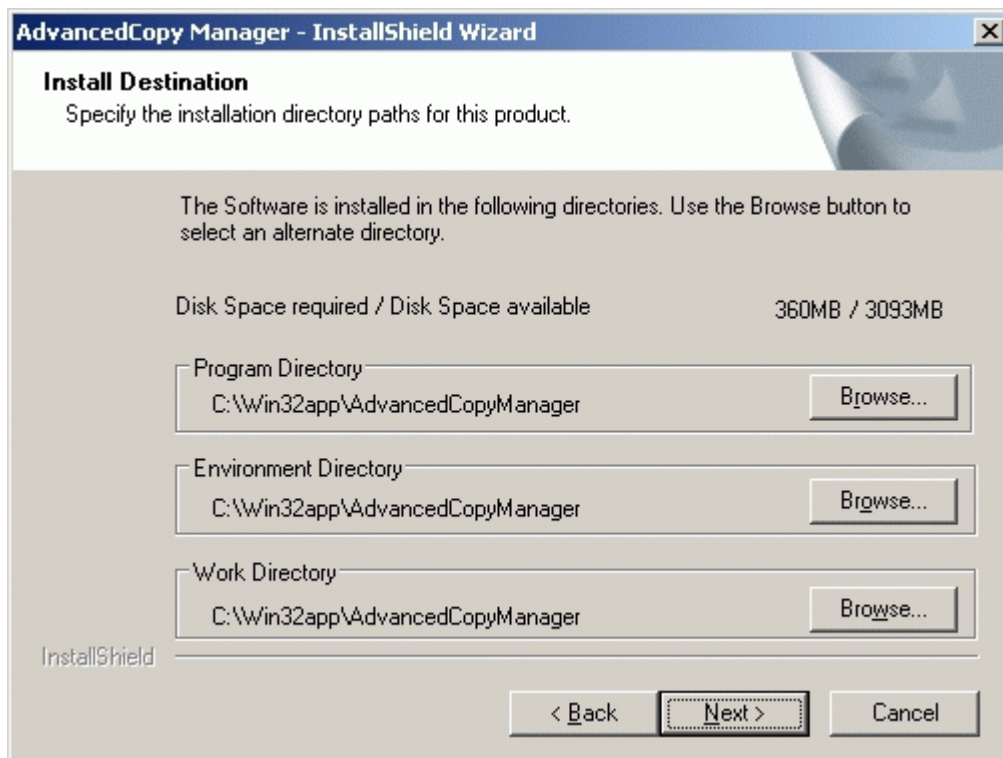 AdvancedCopy Manager - InstallShield Wizard
Install Destination
Specify the installation directory paths for this product.
The Software is installed in the following directories. Use the Browse button to
select an alternate directory.
Disk Space required / Disk Space available 360MB / 3093MB
Program Directory
C:\Win32app\AdvancedCopyManager Browse...
Environment Directory
C:\Win32app\AdvancedCopyManager Browse...
Work Directory
C:\Win32app\AdvancedCopyManager Browse...
InstallShield
< Back Next > Cancel